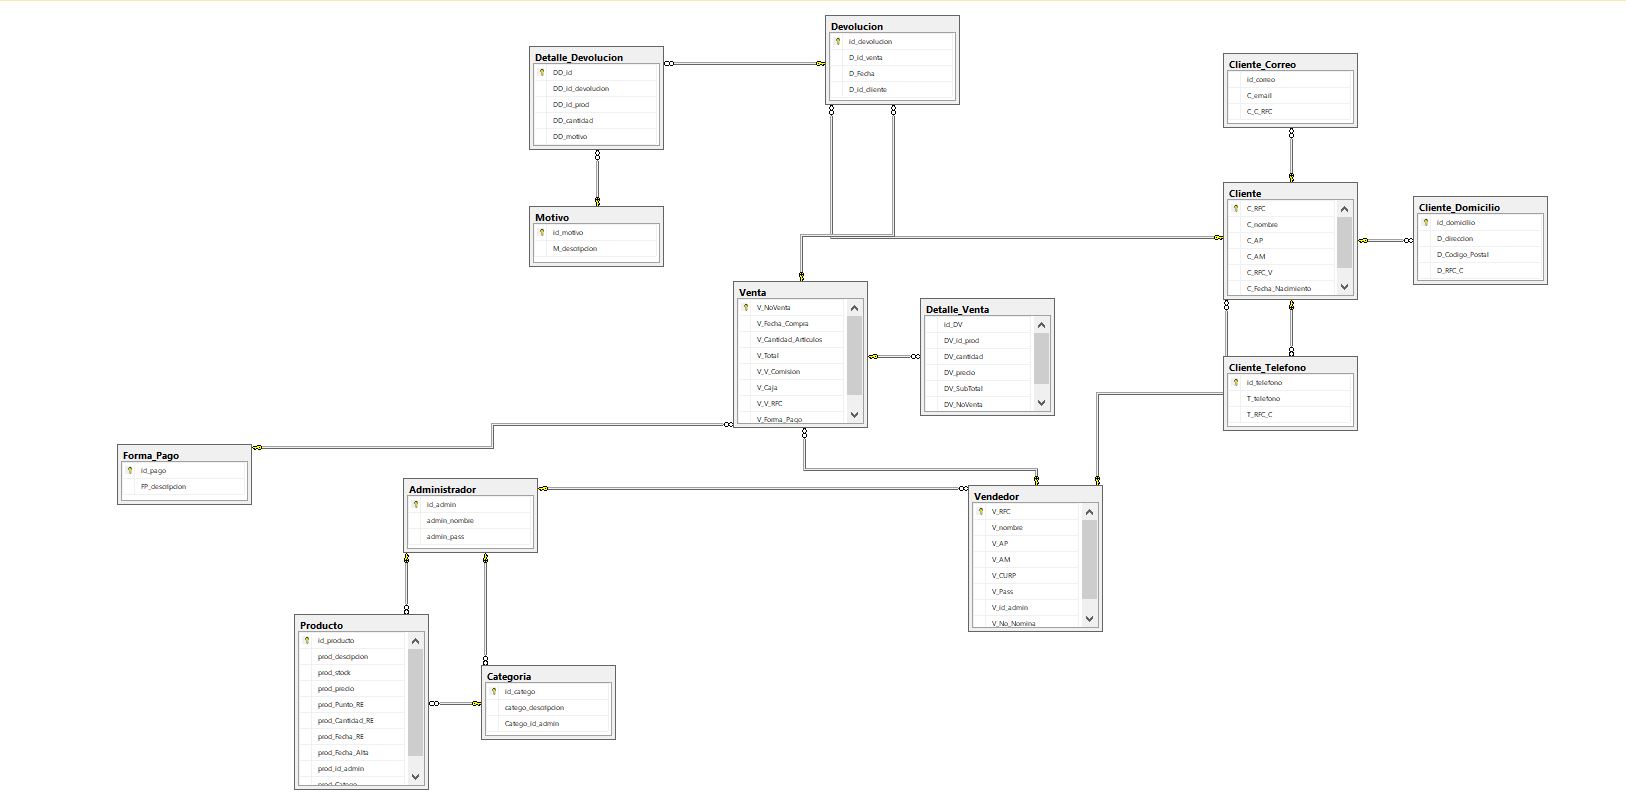 Devolucion
id_devolucion
D_id_venta
D_Fecha
D_id_cliente
Detalle_Devolucion
DD_id
DD_id_devolucion
DD_id_prod
DD_cantidad
DD_motivo
Cliente_Correo
id_correo
C_email
C_C_RFC
Motivo
id_motivo
M_descripcion
Cliente
C_RFC
C_nombre
C_AP
C_AM
C_RFC_V
C_Fecha_Nacimiento
Cliente_Domicilio
id_domicilio
D_direccion
D_Codigo_Postal
D_RFC_C
Venta
V_NoVenta
V_Fecha_Compra
V_Cantidad_Articulos
V_Total
V_V_Comision
V_Caja
V_V_RFC
V_Forma_Pago
Detalle_Venta
id_DV
DV_id_prod
DV_cantidad
DV_precio
DV_SubTotal
DV_NoVenta
Cliente_Telefono
id_telefono
T_telefono
T_RFC_C
Forma_Pago
id_pago
FP_descripcion
Administrador
id_admin
admin_nombre
admin_pass
Vendedor
V_RFC
V_nombre
V_AP
V_AM
V_CURP
V_Pass
V_id_admin
V_No_Nomina
Producto
id_producto
prod_descipcion
prod_stock
prod_precio
prod_Punto_RE
prod_Cantidad_RE
prod_Fecha_RE
prod_Fecha_Alta
prod_id_admin
prod_Catego
Categoria
id_catego
catego_descripcion
Catego_id_admin